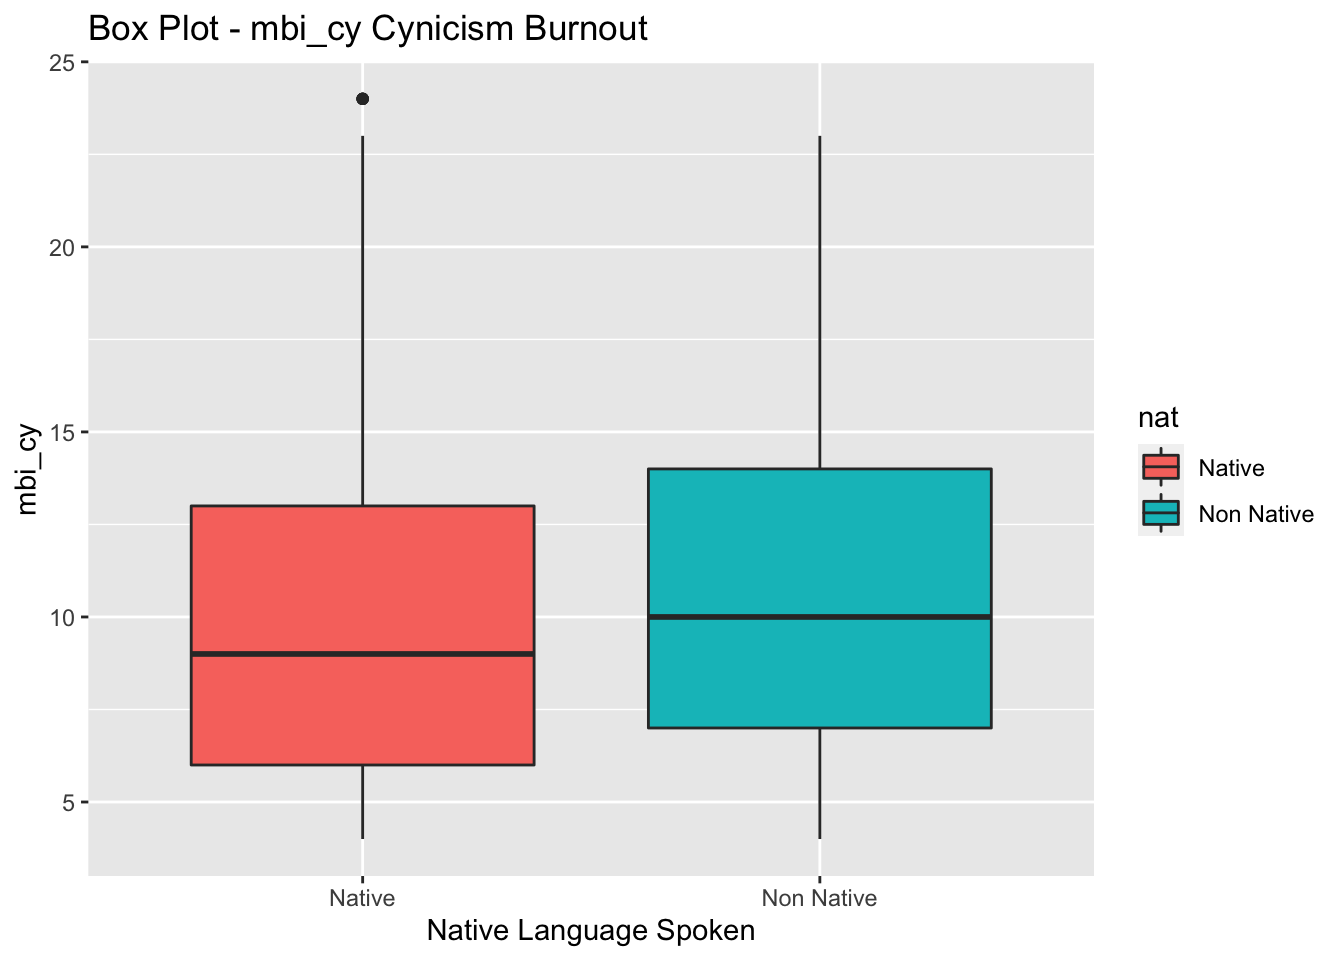 Box Plot - mbi_cy Cynicism Burnout
25
20
15
10
5
mbi_cy
Native
Non Native
Native Language Spoken
nat
Native
Non Native